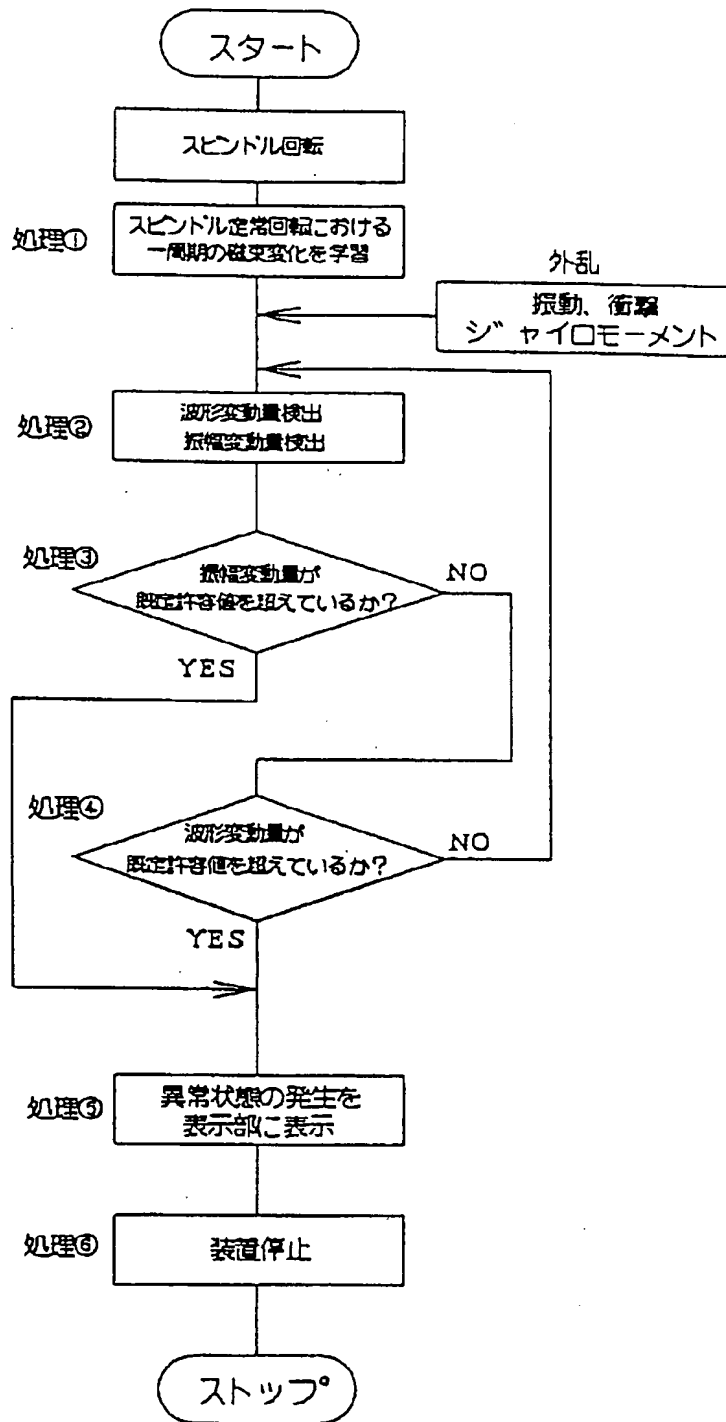 スタート
スピンドル回転
処理①
スピンドル定常回転における
一周期の磁束変化を学習
外乱
振動、衝撃
ジャイロモーメント
処理②
波形変動量検出
振幅変動量検出
処理③
振幅変動量が
既定許容値を超えているか?
NO
YES
処理④
波形変動量が
既定許容値を超えているか?
NO
YES
処理⑤
異常状態の発生を
表示部に表示
処理⑥
装置停止
ストップ